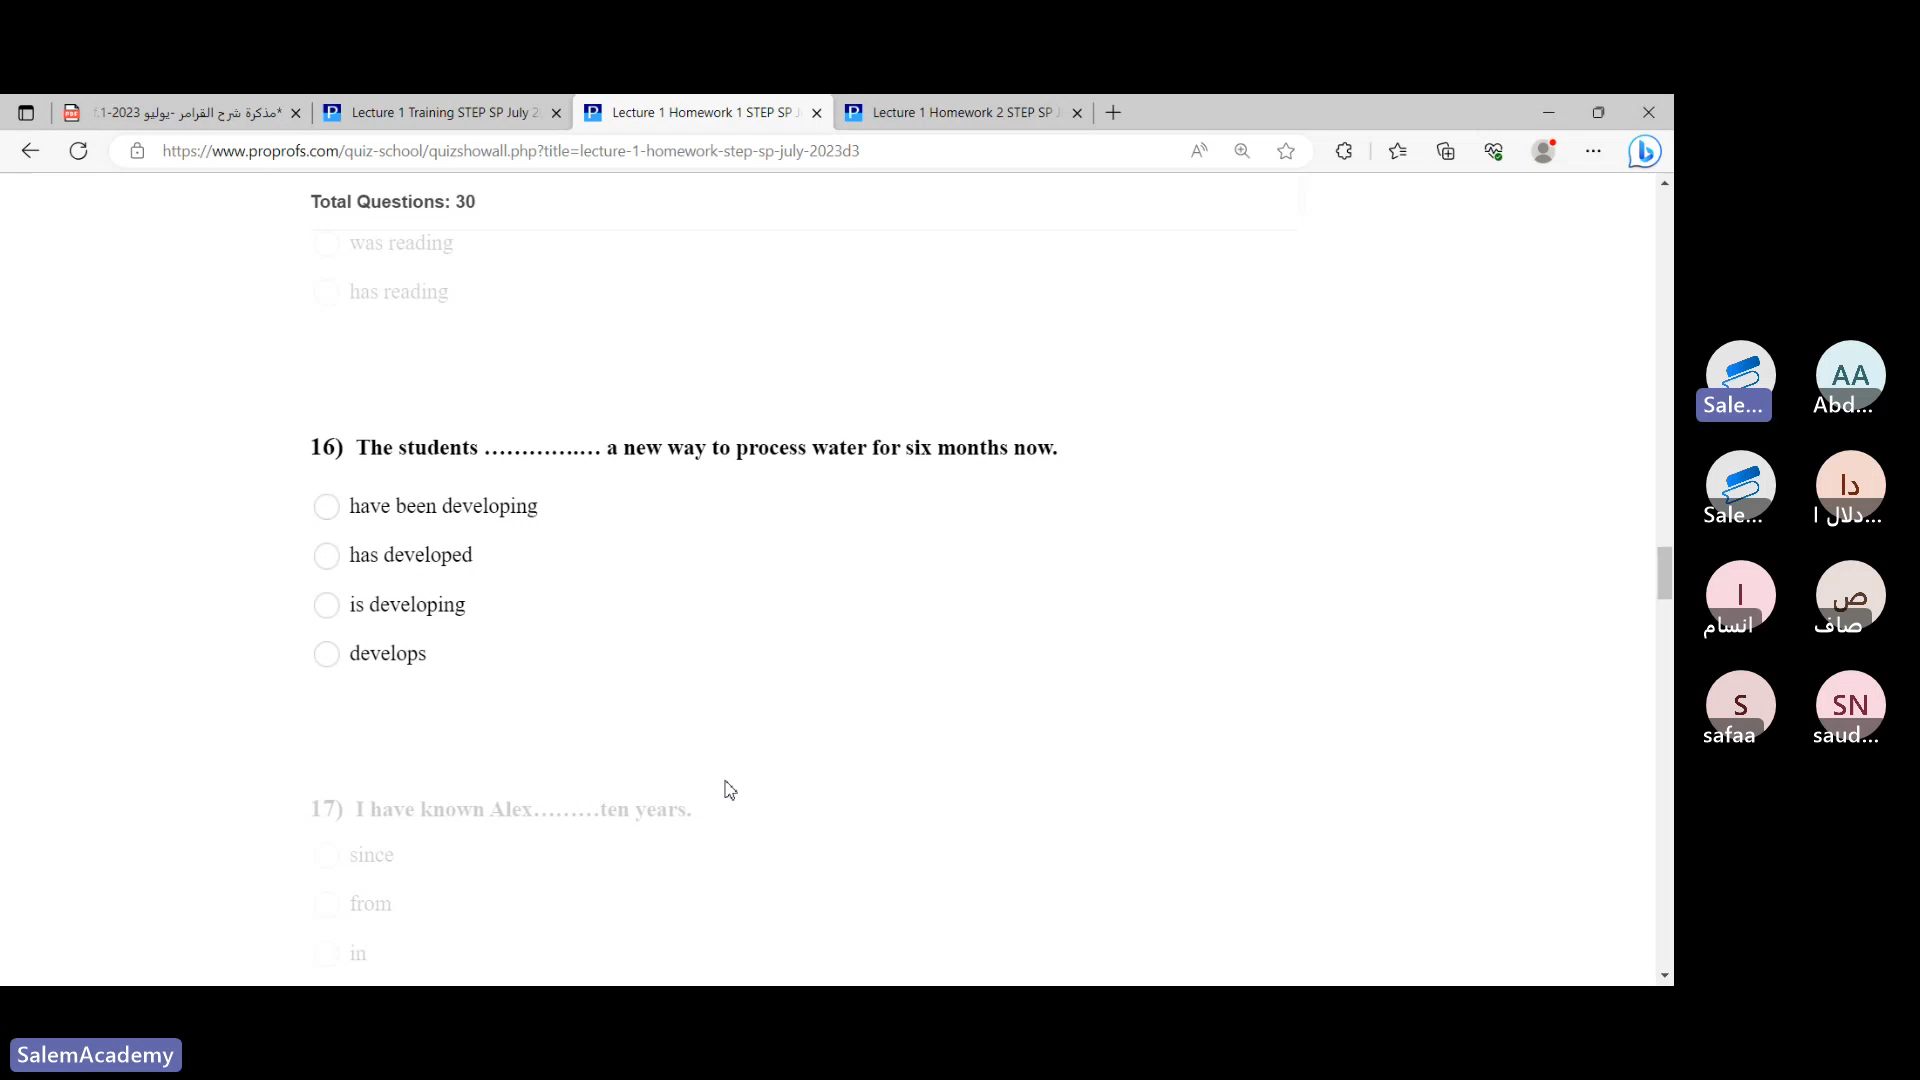 *مذكرة شرح القرامر -يوليو 2023-1.
Lecture 1 Training STEP SP July 2
Lecture 1 Homework 1 STEP SP J
Lecture 1 Homework 2 STEP SP J
https://www.proprofs.com/quiz-school/quizshowall.php?title=lecture-1-homework-step-sp-july-2023d3
Total Questions: 30
was reading
has reading
16) The students ………….… a new way to process water for six months now.
have been developing
has developed
is developing
develops
17) I have known Alex………ten years.
since
from
in
Sale...
AA
Abd...
Sale...
دا
دلال ا...
ا
انسام
ص
صاف
S
safaa
SN
saud...
SalemAcademy